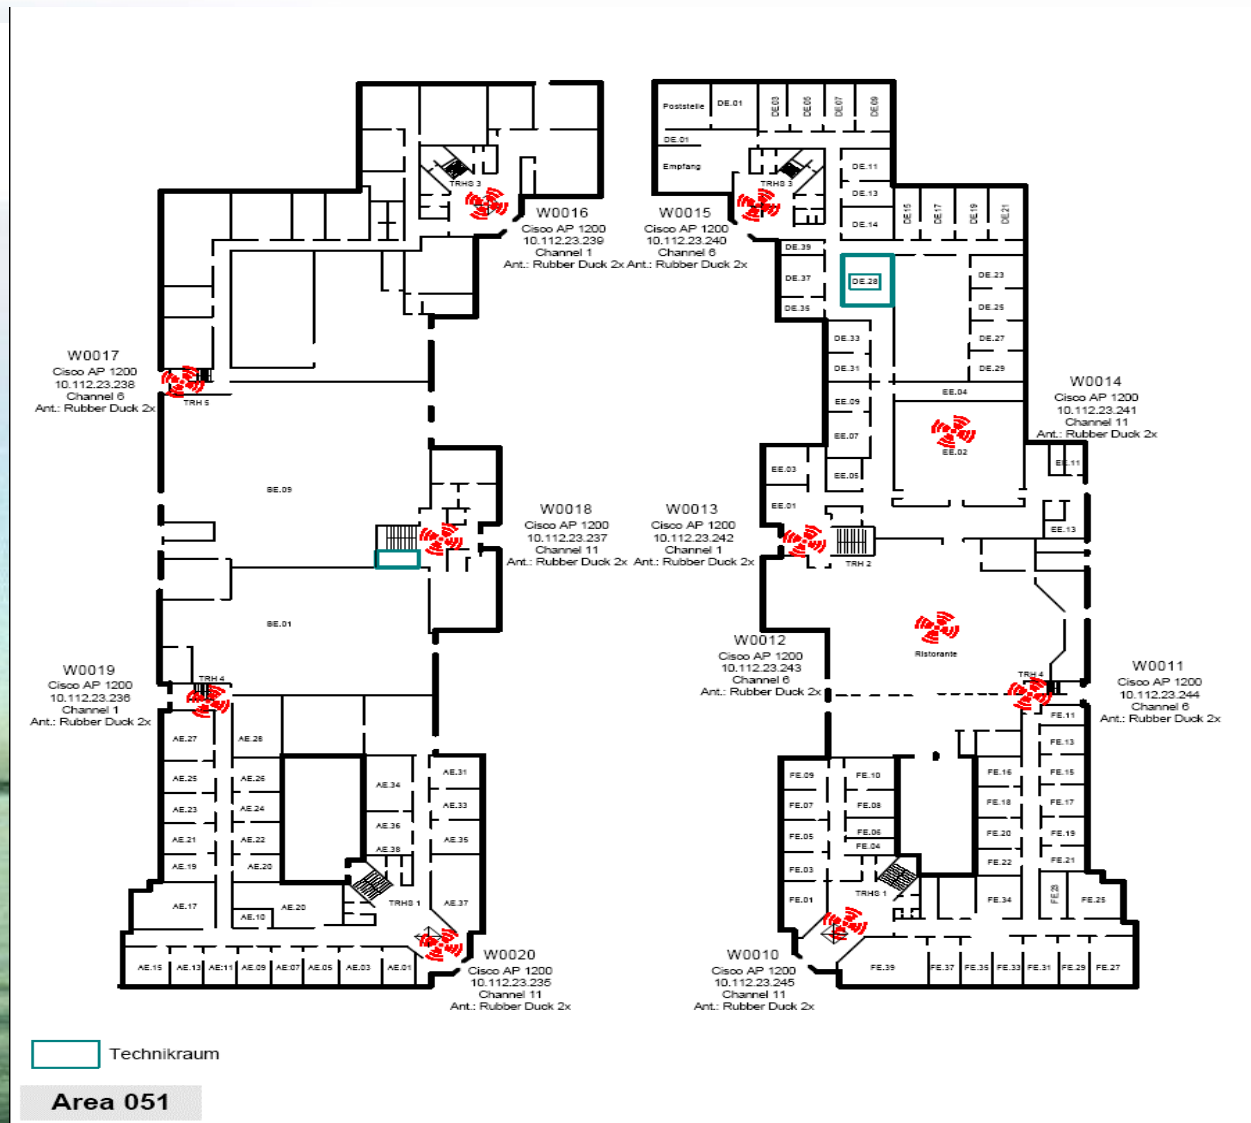 Poststelle
DE.01
DE.03
DE.05
DE.07
DE.09
DE.01
Empfang
TRHS 3
TRHS 3
DE.11
DE.13
DE.14
DE.15
DE.17
DE.19
DE.21
W0016
Cisco AP 1200
10.112.23.239
Channel 1
Ant.: Rubber Duck 2x
W0015
Cisco AP 1200
10.112.23.240
Channel 6
Ant.: Rubber Duck 2x
DE.39
DE.37
DE.35
DE.28
DE.23
DE.25
DE.27
DE.29
DE.33
DE.31
W0017
Cisco AP 1200
10.112.23.238
Channel 6
Ant.: Rubber Duck 2x
TRH 5
EE.04
EE.09
EE.07
EE.02
W0014
Cisco AP 1200
10.112.23.241
Channel 11
Ant.: Rubber Duck 2x
EE.03
EE.05
EE.11
EE.01
EE.13
BE.09
W0018
Cisco AP 1200
10.112.23.237
Channel 11
Ant.: Rubber Duck 2x
W0013
Cisco AP 1200
10.112.23.242
Channel 1
Ant.: Rubber Duck 2x
TRH 2
BE.01
Ristorante
W0012
Cisco AP 1200
10.112.23.243
Channel 6
Ant.: Rubber Duck 2x
W0019
Cisco AP 1200
10.112.23.236
Channel 1
Ant.: Rubber Duck 2x
TRH 4
TRH 4
W0011
Cisco AP 1200
10.112.23.244
Channel 6
Ant.: Rubber Duck 2x
AE.27
AE.28
AE.25
AE.26
AE.23
AE.24
AE.21
AE.22
AE.19
AE.20
AE.17
AE.10
AE.20
AE.34
AE.36
AE.38
AE.31
AE.33
AE.35
AE.37
TRHS 1
AE.15
AE.13
AE.11
AE.09
AE.07
AE.05
AE.03
AE.01
W0020
Cisco AP 1200
10.112.23.235
Channel 11
Ant.: Rubber Duck 2x
FE.09
FE.10
FE.07
FE.08
FE.05
FE.06
FE.04
FE.03
FE.01
TRHS 1
FE.11
FE.13
FE.16
FE.15
FE.18
FE.17
FE.20
FE.19
FE.22
FE.21
FE.34
FE.23
FE.25
W0010
Cisco AP 1200
10.112.23.245
Channel 11
Ant.: Rubber Duck 2x
FE.39
FE.37
FE.35
FE.33
FE.31
FE.29
FE.27
Technikraum
Area 051